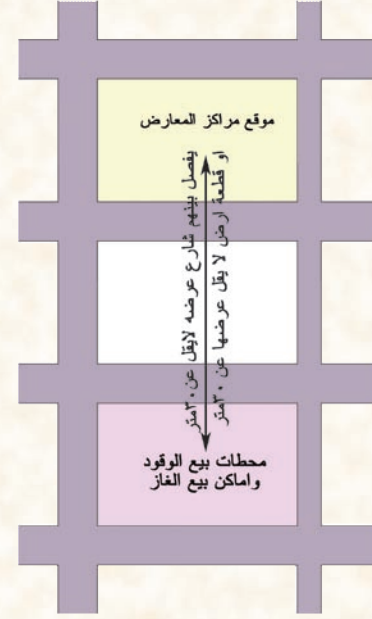 موقع مراكز المعارض
يفصل بينهم شارع عرضه لايقل عن ٣٠متر
او قطعة ارض لا يقل عرضها عن ٣٠متر
محطات بيع الوقود
واماكن بيع الغاز